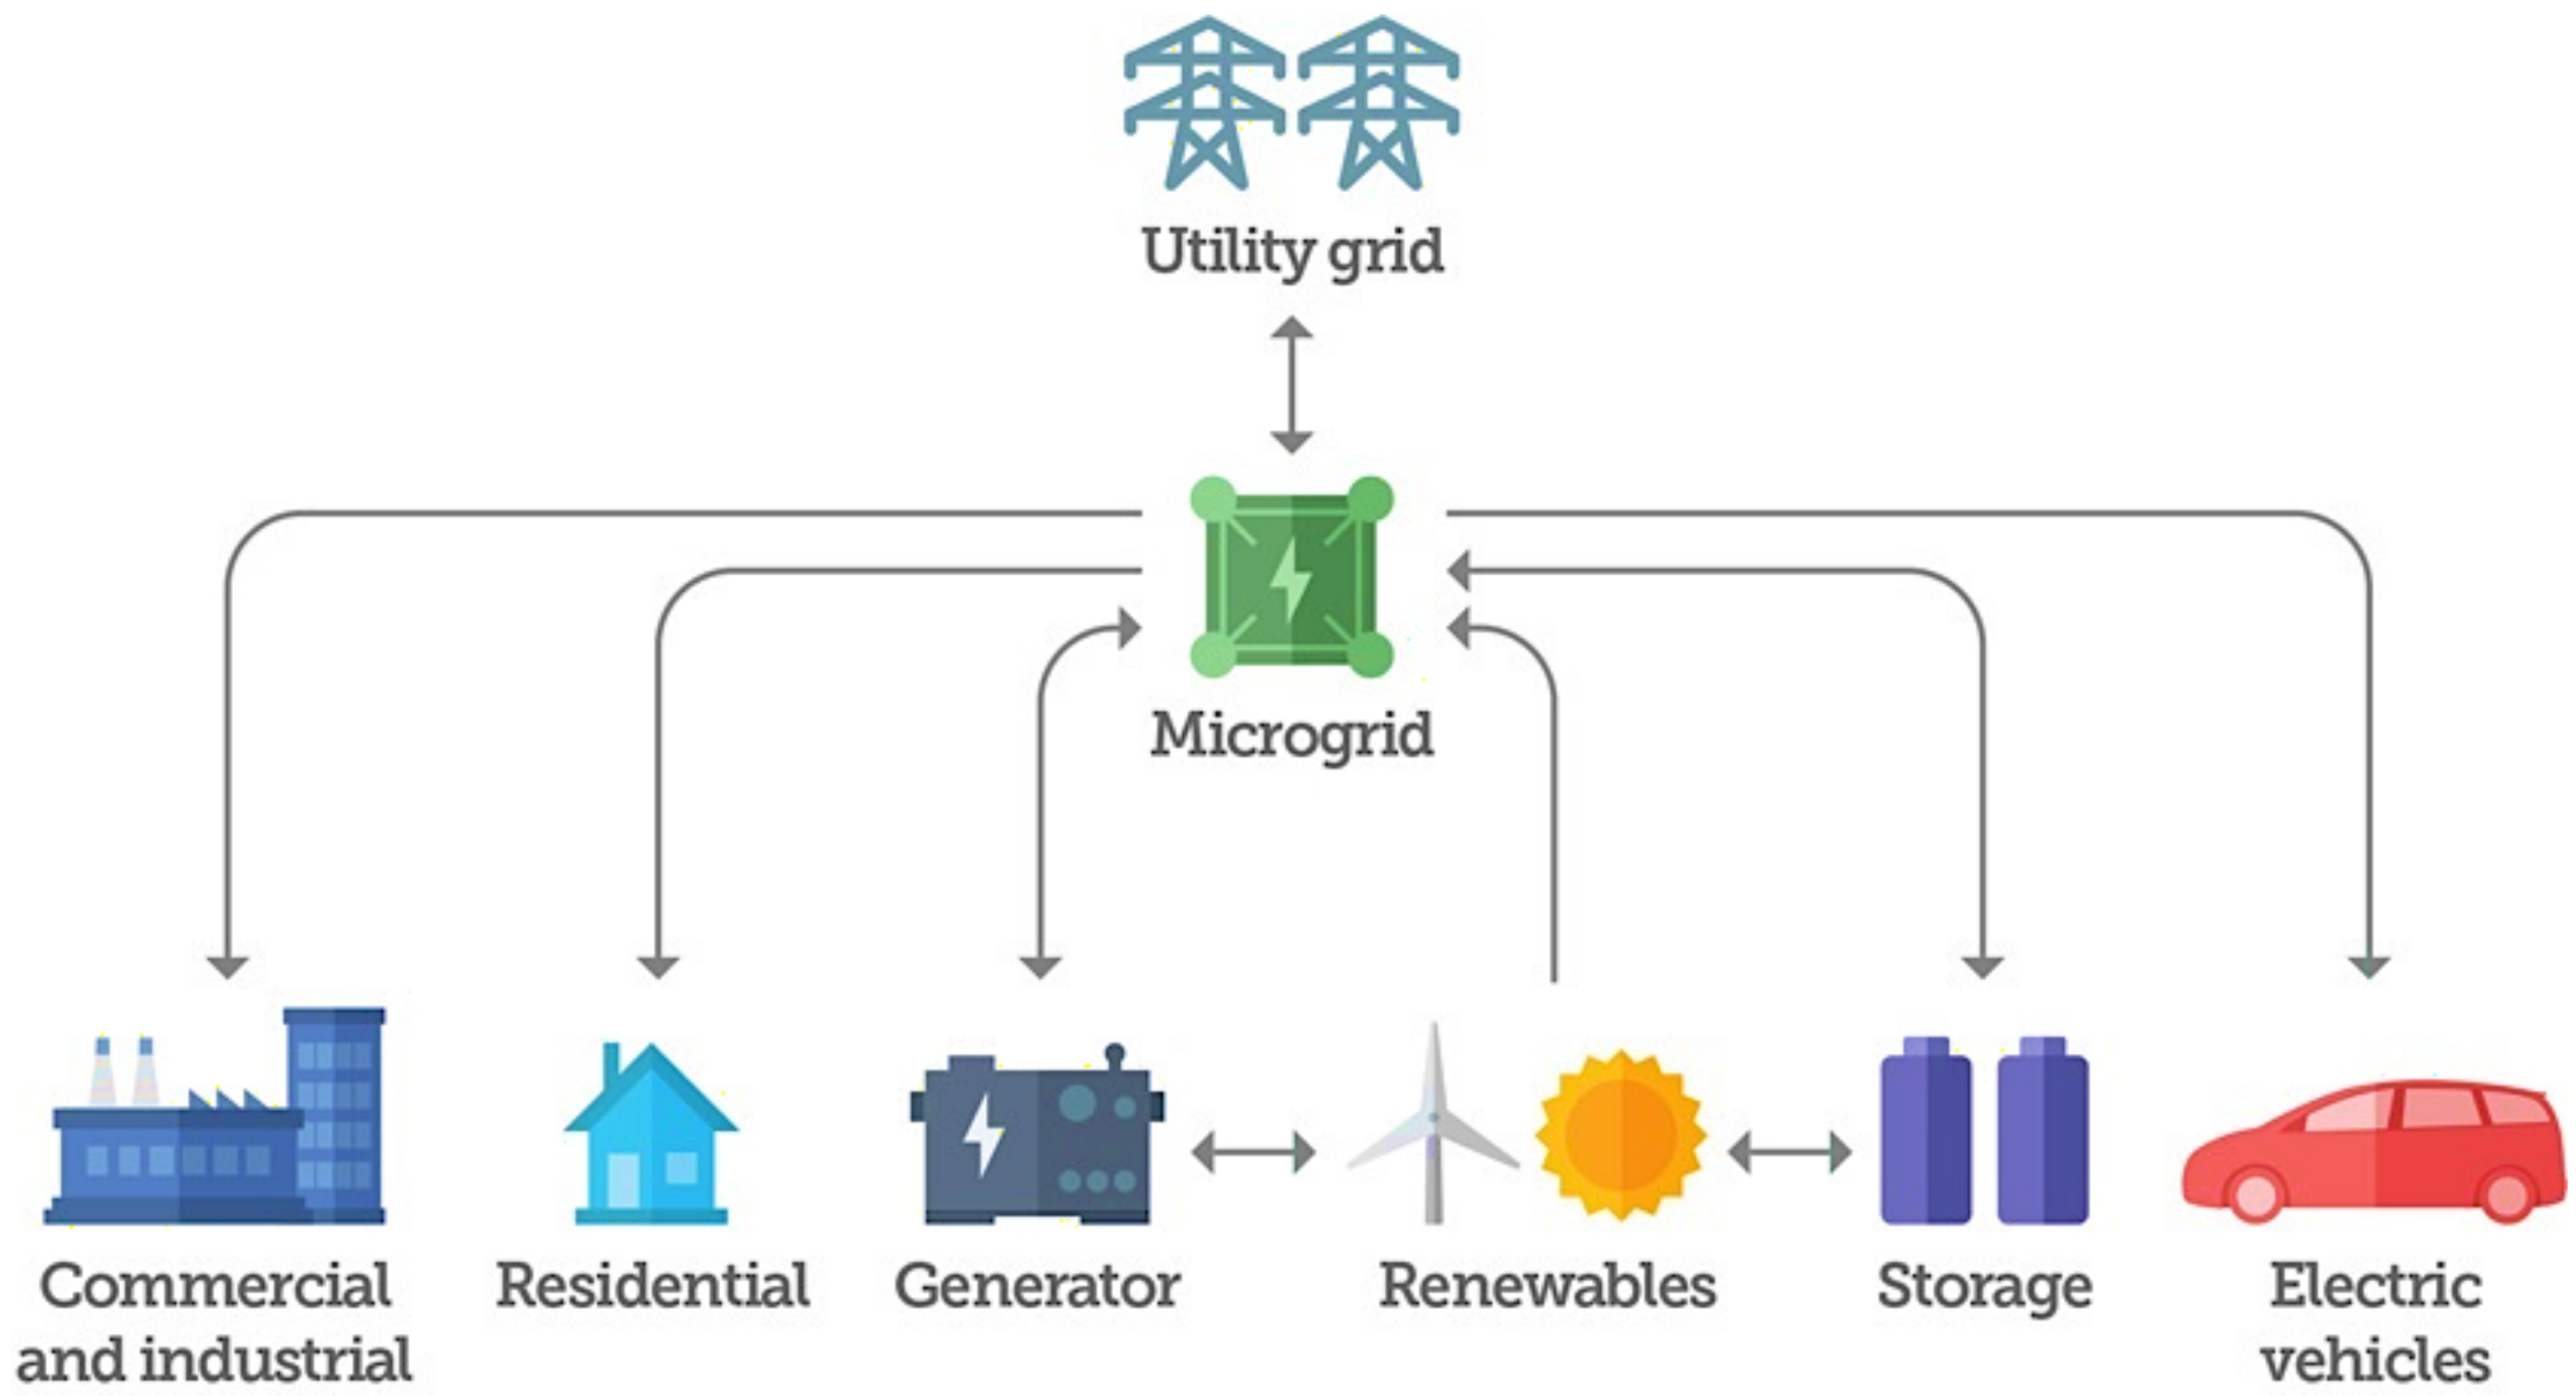 Utility grid
Microgrid
Commercial
and industrial
Residential
Generator
Renewables
Storage
Electric
vehicles